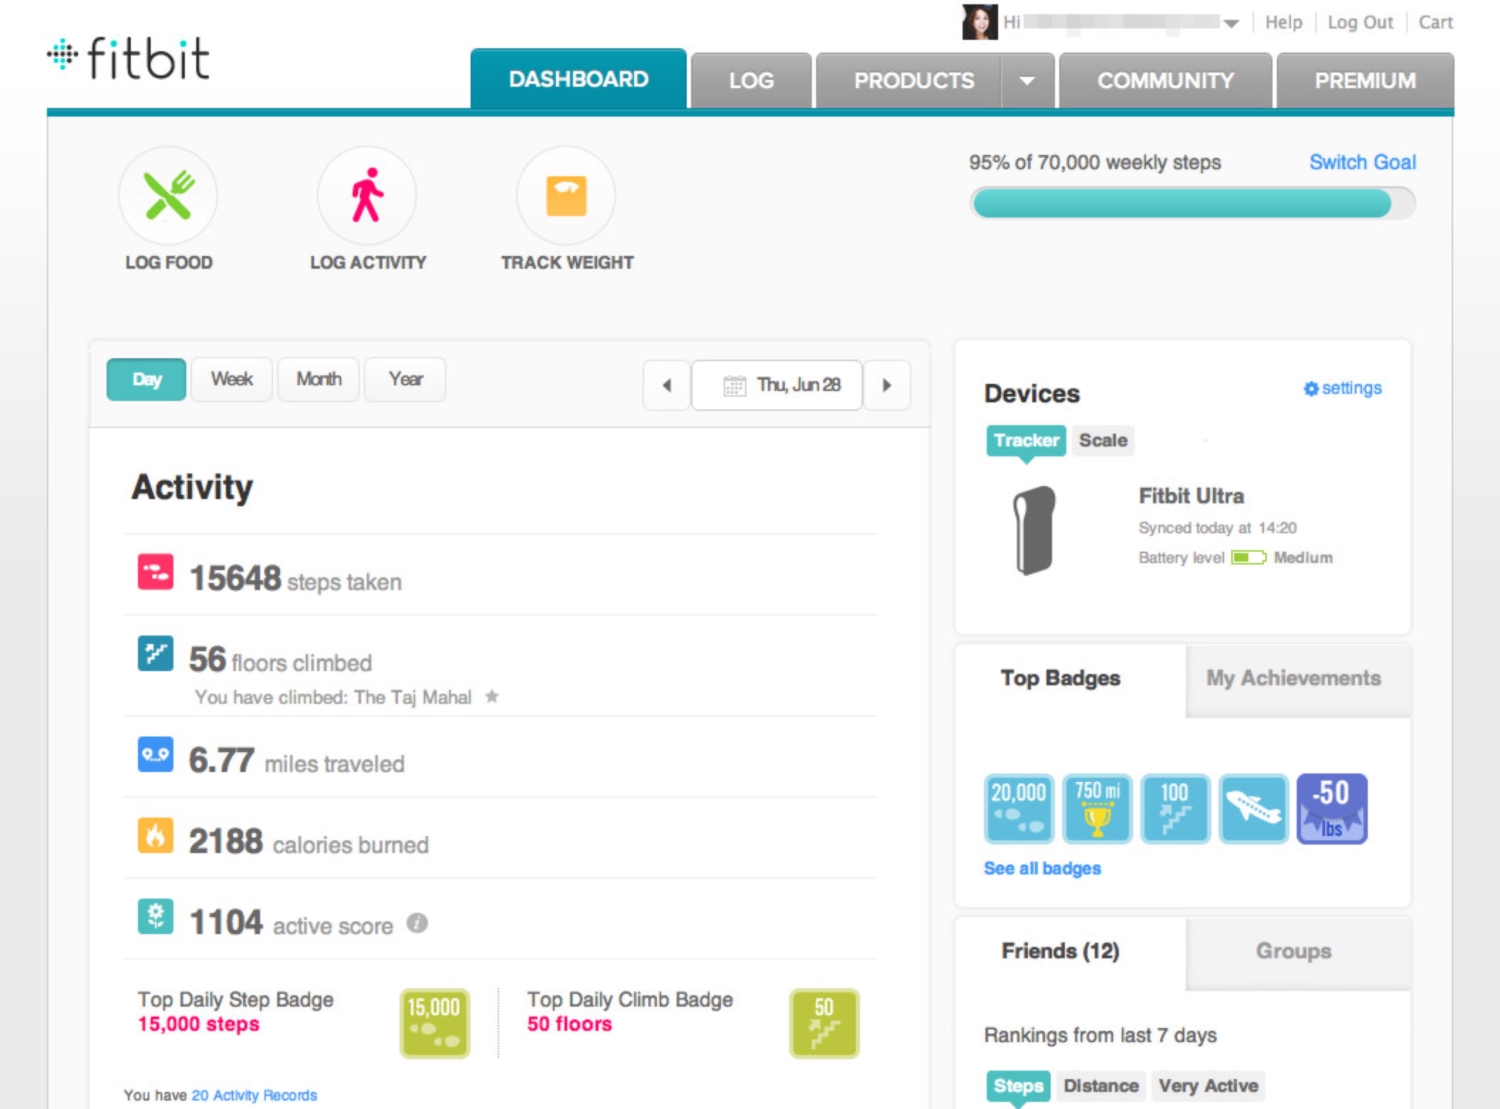 Hi
Help
Log Out
Cart
fitbit
DASHBOARD
LOG
PRODUCTS
COMMUNITY
PREMIUM
95% of 70,000 weekly steps
Switch Goal
LOG FOOD
LOG ACTIVITY
TRACK WEIGHT
Day
Week
Month
Year
Thu, Jun 28
Activity
15648 steps taken
56 floors climbed
You have climbed: The Taj Mahal
6.77 miles traveled
2188 calories burned
1104 active score
i
Top Daily Step Badge
15,000 steps
15,000
Top Daily Climb Badge
50 floors
50
You have 20 Activity Records
Devices
settings
Tracker
Scale
Fitbit Ultra
Synced today at 14:20
Battery level Medium
Top Badges
My Achievements
20,000
750 mi
100
-50
lbs
See all badges
Friends (12)
Groups
Rankings from last 7 days
Steps
Distance
Very Active